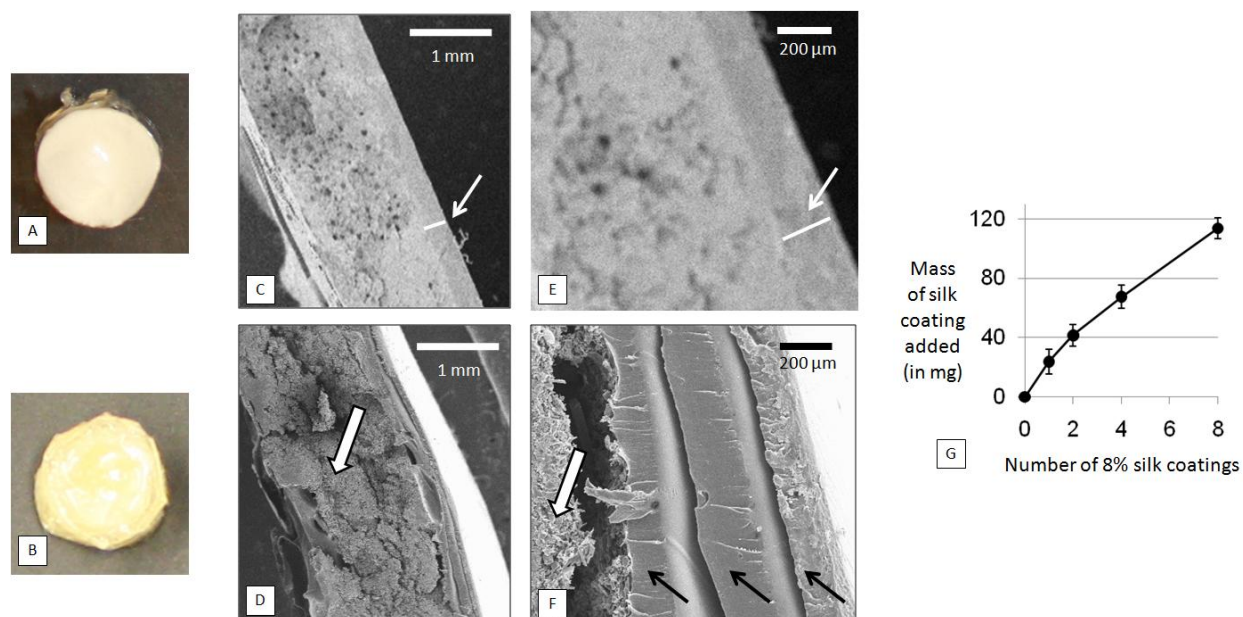 A
B
1 mm
C
1 mm
D
200 µm
E
200 µm
F
Mass
of silk
coating
added
(in mg)
120
80
40
0
0 2 4 6 8
G
Number of 8% silk coatings